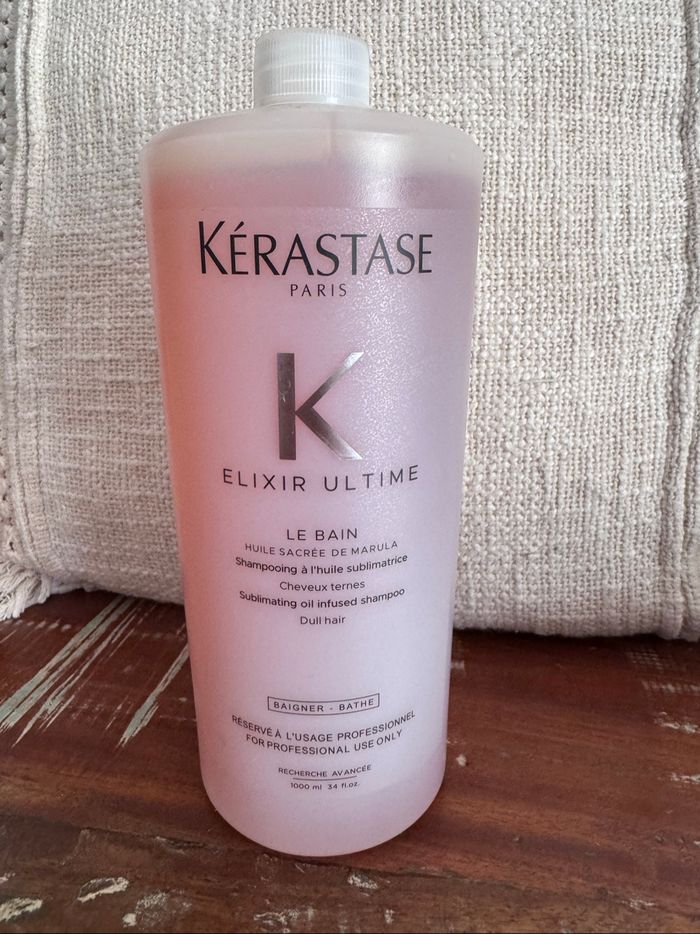 KÉRASTASE
PARIS
K
ELIXIR ULTIME
LE BAIN
HUILE SACRÉE DE MARULA
Shampooing à l'huile sublimatrice
Cheveux ternes
Sublimating oil infused shampoo
Dull hair
BAIGNER - BATHE
RÉSERVÉ À L'USAGE PROFESSIONNEL
FOR PROFESSIONAL USE ONLY
RECHERCHE AVANCÉE
1000 ml 34 fl.oz.